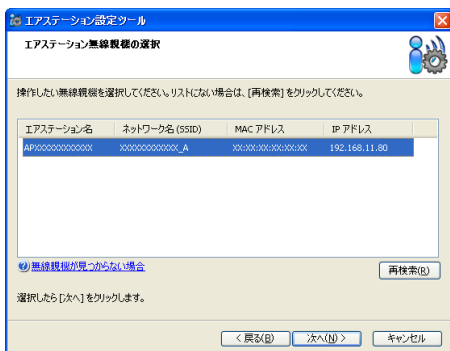 エアステーション設定ツール
エアステーション無線親機の選択
操作したい無線親機を選択してください。リストにない場合は、[再検索]をクリックしてください。
エアステーション名 ネットワーク名(SSID) MACアドレス IPアドレス
APXXXXXXXXXXXX XXXXXXXXXXXX_A XX:XX:XX:XX:XX:XX 192.168.11.80
無線親機が見つからない場合
再検索(R)
選択したら[次へ]をクリックします。
< 戻る(B) 次へ(N) > キャンセル